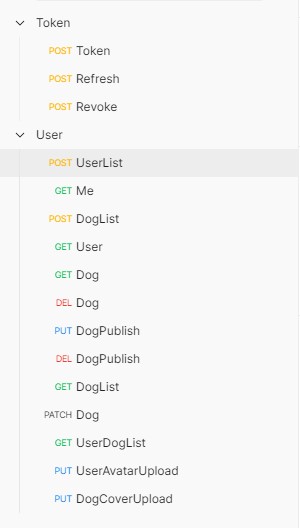 Token
POST Token
POST Refresh
POST Revoke
User
POST UserList
GET Me
POST DogList
GET User
GET Dog
DEL Dog
PUT DogPublish
DEL DogPublish
GET DogList
PATCH Dog
GET UserDogList
PUT UserAvatarUpload
PUT DogCoverUpload